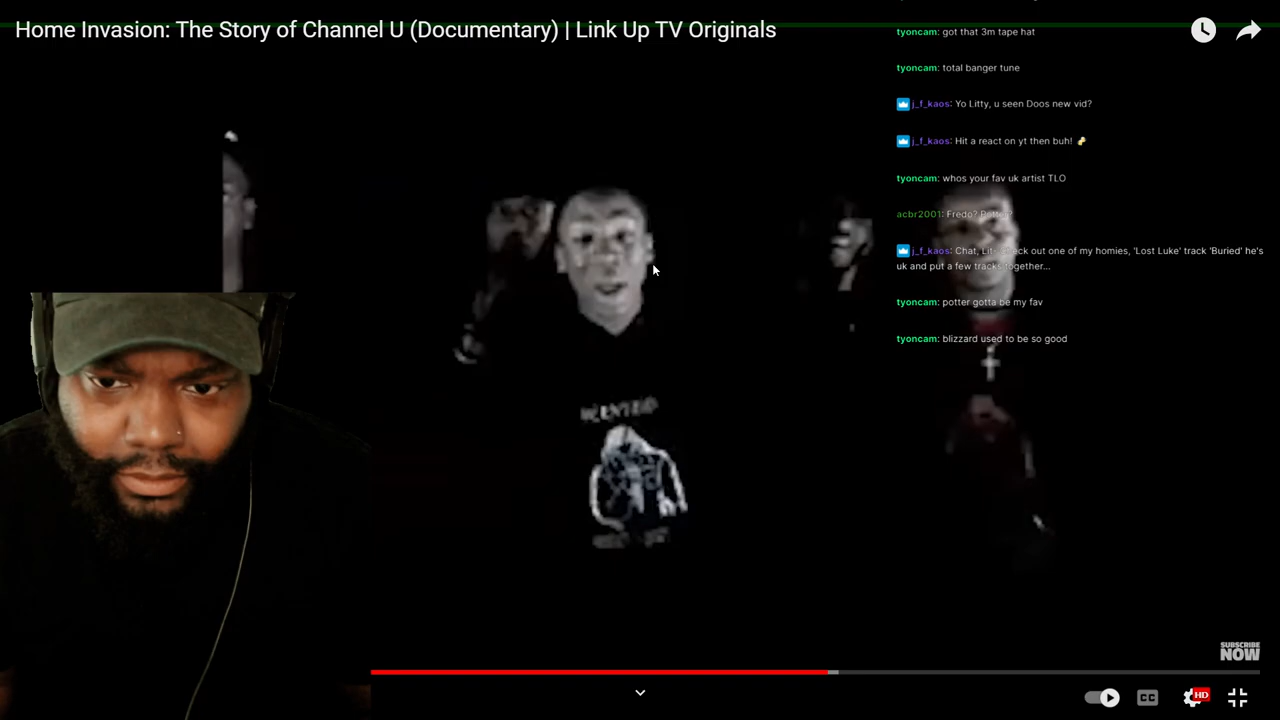 Home Invasion: The Story of Channel U (Documentary) | Link Up TV Originals
tyoncam: got that 3m tape hat
tyoncam: total banger tune
j_f_kaos: Yo Litty, u seen Doos new vid?
j_f_kaos: Hit a react on yt then buh!
tyoncam: whos your fav uk artist TLO
acbr2001: Fredo? Potter?
j_f_kaos: Chat, Lit check out one of my homies, 'Lost Luke' track 'Buried' he's
uk and put a few tracks together...
tyoncam: potter gotta be my fav
tyoncam: blizzard used to be so good
SUBSCRIBE
NOW
CC
HD